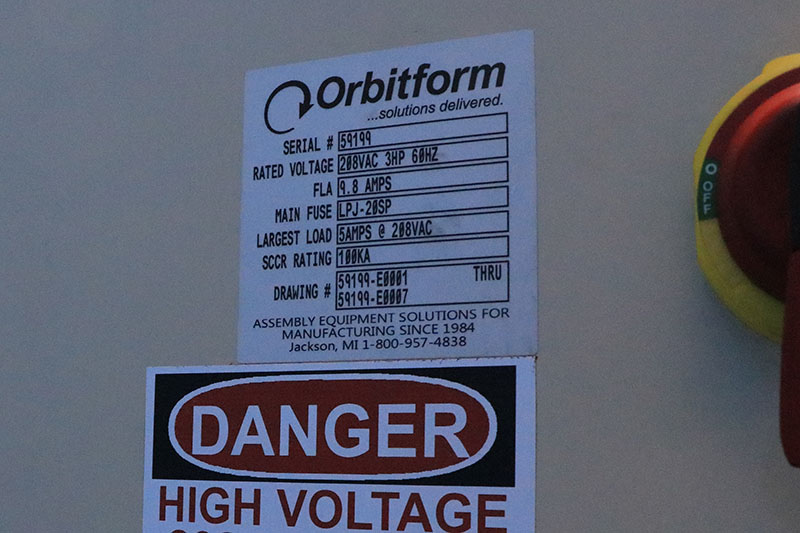 Orbitform
...solutions delivered.
SERIAL # 59199
RATED VOLTAGE 208VAC 3HP 60HZ
FLA 9.8 AMPS
MAIN FUSE LPJ-20SP
LARGEST LOAD 5AMPS @ 208VAC
SCCR RATING 100KA
DRAWING # 59199-E0001 THRU
59199-E0007
ASSEMBLY EQUIPMENT SOLUTIONS FOR
MANUFACTURING SINCE 1984
Jackson, MI 1-800-957-4838
DANGER
HIGH VOLTAGE
O OFF